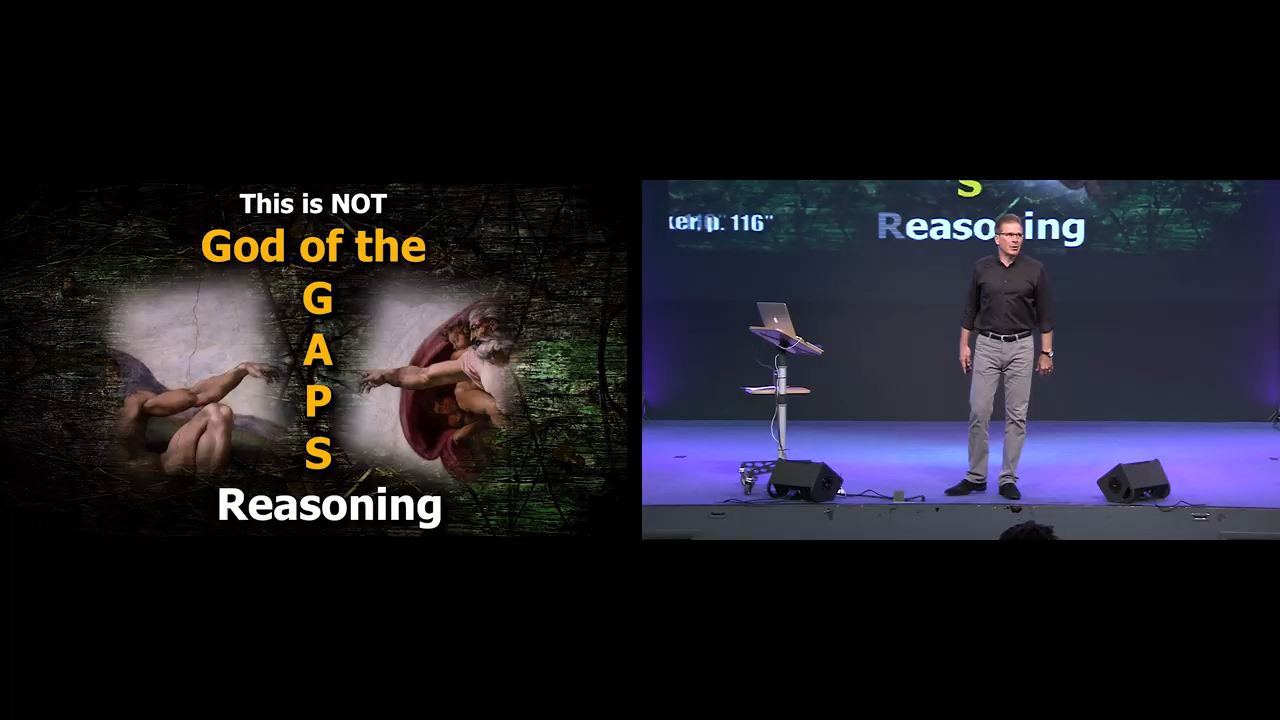 This is NOT
God of the
G
A
P
S
Reasoning
S
p. 116"
Reasoning